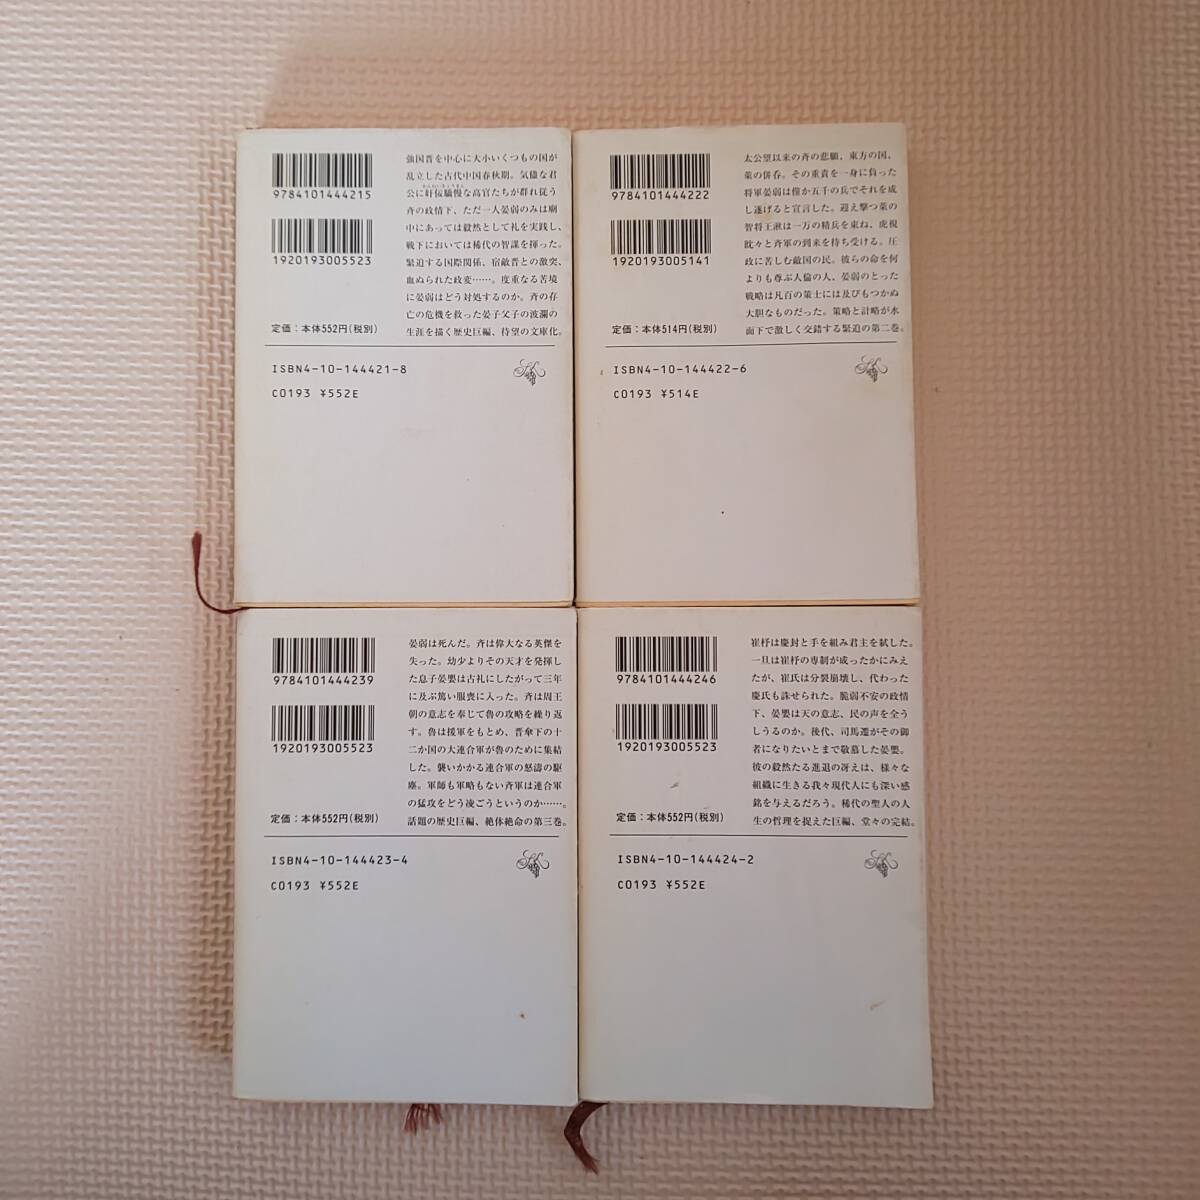 9784101444215
1920193005523
強国晋を中心に大小いくつもの国が
乱立した古代中国春秋期。気儘な君
公に奸佞驕慢な高官たちが群れ従う
斉の政情下、ただ一人晏弱のみは廟
中にあっては毅然として礼を実践し、
戦下においては稀代の智謀を揮った。
緊迫する国際関係、宿敵晋との激突、
血ぬられた政変……。度重なる苦境
に晏弱はどう対処するのか。斉の存
亡の危機を救った晏子父子の波瀾の
生涯を描く歴史巨編、待望の文庫化。
定価：本体552円(税別)
ISBN4-10-144421-8
C0193 ¥552E
9784101444222
1920193005141
太公望以来の斉の悲願、東方の国、
萊の併呑。その重責を一身に負った
将軍晏弱は僅か五千の兵でそれを成
し遂げると宣言した。迎え撃つ萊の
智将王湫は一万の精兵を束ね、虎視
眈々と斉軍の到来を待ち受ける。圧
政に苦しむ敵国の民。彼らの命を何
よりも尊ぶ人倫の人、晏弱のとった
戦略は凡百の策士には及びもつかぬ
大胆なものだった。策略と計略が水
面下で激しく交錯する緊迫の第二巻。
定価：本体514円(税別)
ISBN4-10-144422-6
C0193 ¥514E
9784101444239
1920193005523
晏弱は死んだ。斉は偉大なる英傑を
失った。幼少よりその天才を発揮し
た息子晏嬰は古礼にしたがって三年
に及ぶ篤い服喪に入った。斉は周王
朝の意志を奉じて魯の攻略を繰り返
す。魯は援軍をもとめ、晋傘下の十
二か国の大連合軍が魯のために集結
した。襲いかかる連合軍の怒濤の駆
塵。軍師も軍略もない斉軍は連合軍
の猛攻をどう凌ごうというのか……。
話題の歴史巨編、絶体絶命の第三巻。
定価：本体552円(税別)
ISBN4-10-144423-4
C0193 ¥552E
9784101444246
1920193005523
崔杼は慶封と手を組み君主を弑した。
一旦は崔杼の専制が成ったかにみえ
たが、崔氏は分裂崩壊し、代わった
慶氏も誅せられた。脆弱不安の政情
下、晏嬰は天の意志、民の声を全う
しうるのか。後代、司馬遷がその御
者になりたいとまで敬慕した晏嬰。
彼の毅然たる進退の冴えは、様々な
組織に生きる我々現代人にも深い感
銘を与えるだろう。稀代の聖人の人
生の哲理を捉えた巨編、堂々の完結。
定価：本体552円(税別)
ISBN4-10-144424-2
C0193 ¥552E